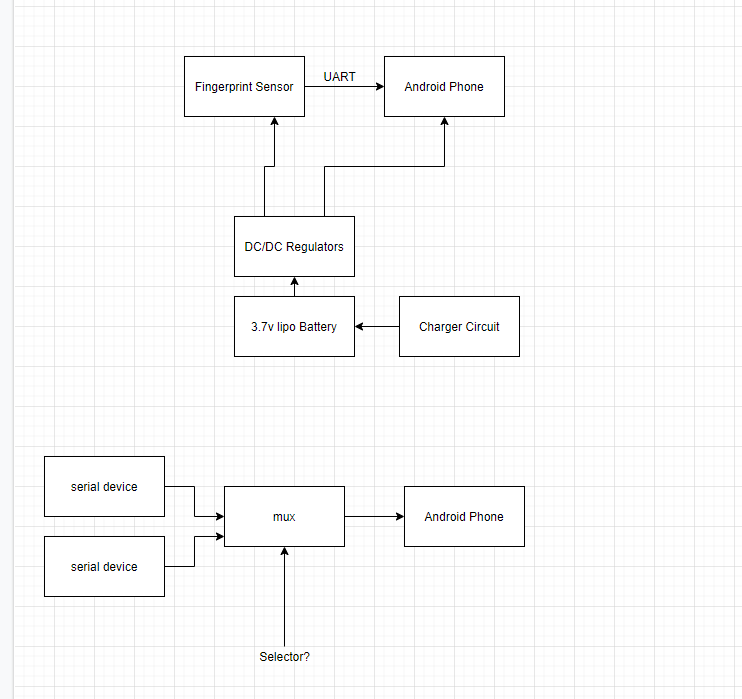 UART
Fingerprint Sensor
Android Phone
DC/DC Regulators
3.7v lipo Battery
Charger Circuit
serial device
mux
Android Phone
serial device
Selector?